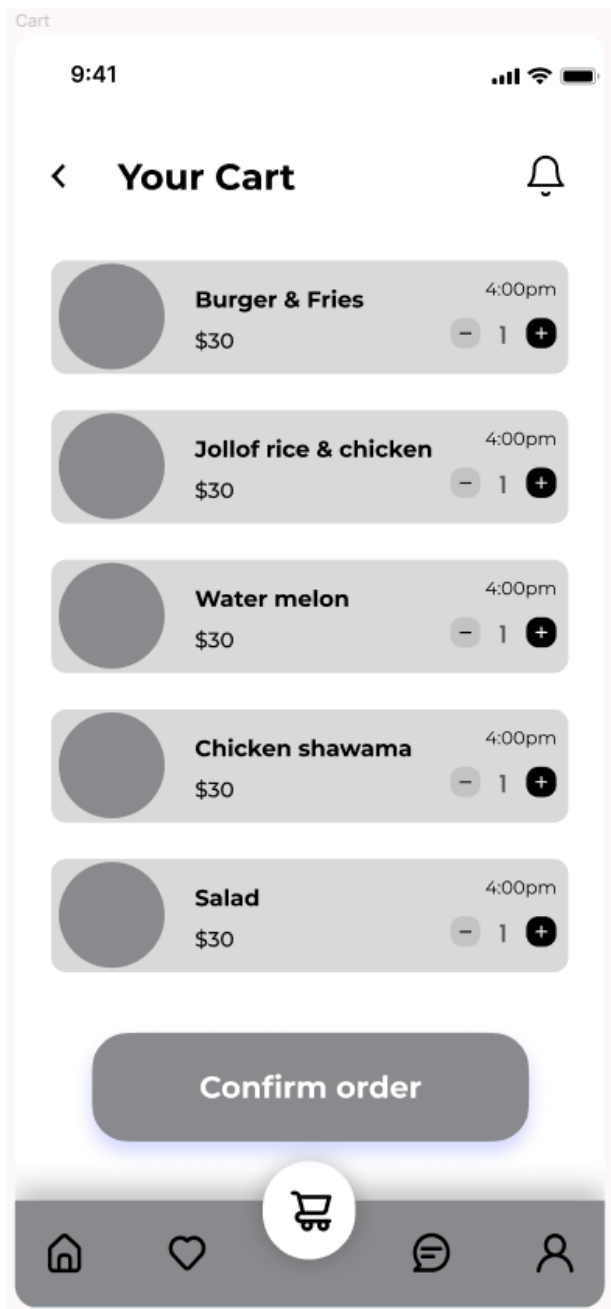 Cart
9:41
Your Cart
Burger & Fries
4:00pm
$30
− 1 +
Jollof rice & chicken
4:00pm
$30
− 1 +
Water melon
4:00pm
$30
− 1 +
Chicken shawama
4:00pm
$30
− 1 +
Salad
4:00pm
$30
− 1 +
Confirm order